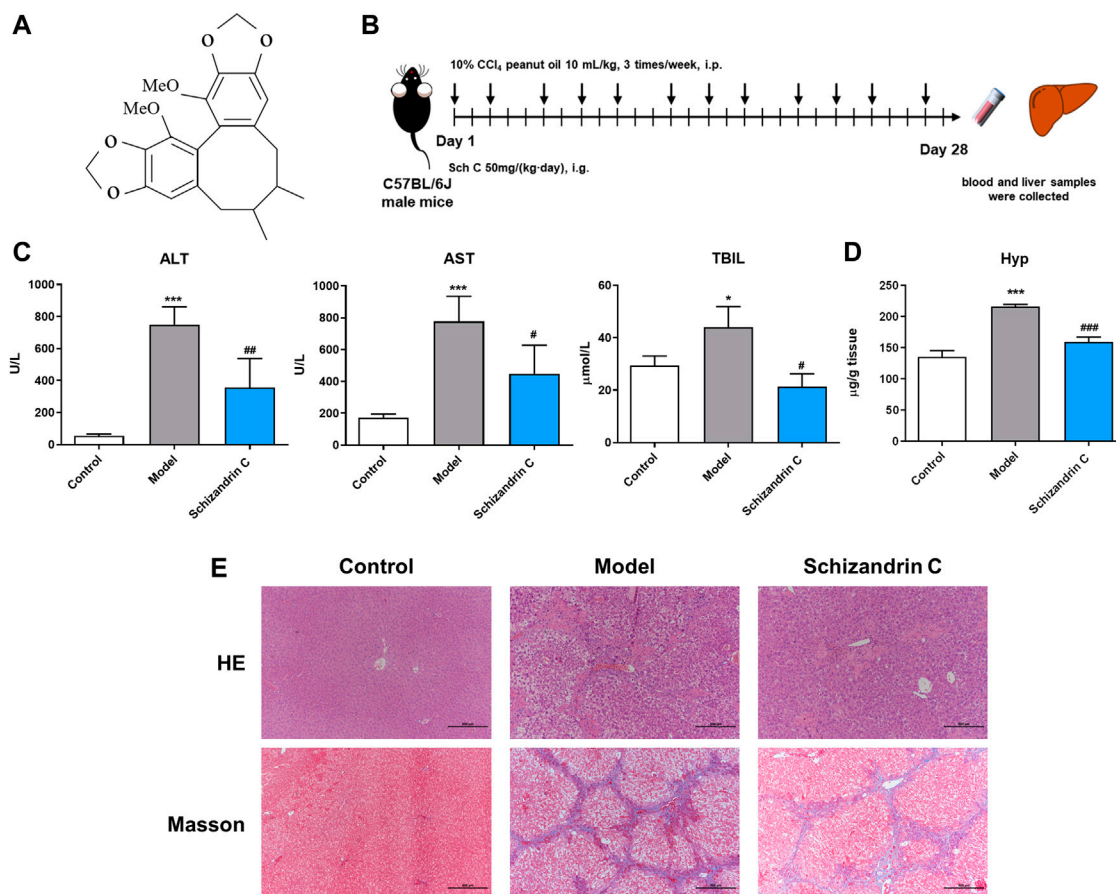 A
O
O
MeO
MeO
O
O
B
10% CCl₄ peanut oil 10 mL/kg, 3 times/week, i.p.
Day 1
Day 28
Sch C 50mg/(kg·day), i.g.
C57BL/6J
male mice
blood and liver samples
were collected
C
ALT
U/L
1000
800
600
400
200
0
***
##
Control
Model
Schizandrin C
AST
U/L
1000
800
600
400
200
0
***
#
Control
Model
Schizandrin C
TBIL
μmol/L
60
40
20
0
*
#
Control
Model
Schizandrin C
D
Hyp
μg/g tissue
250
200
150
100
50
0
***
###
Control
Model
Schizandrin C
E
Control
Model
Schizandrin C
HE
Masson